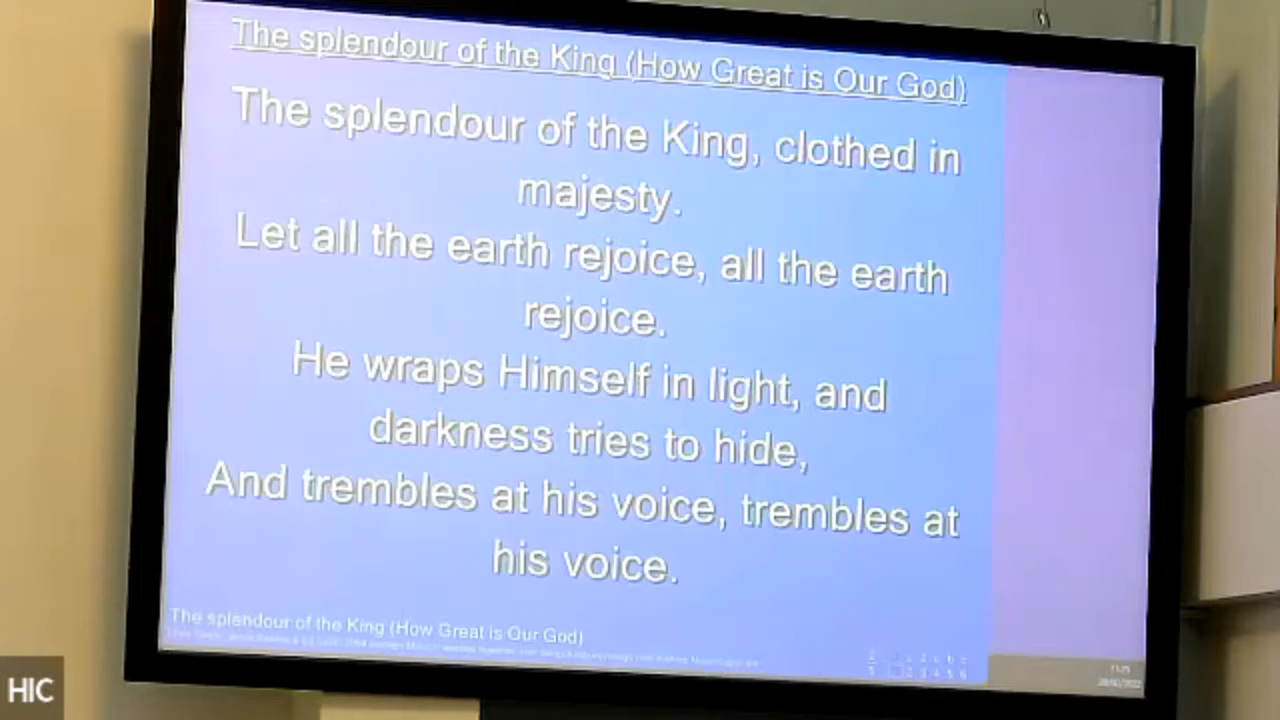 The splendour of the King (How Great is Our God)
The splendour of the King, clothed in
majesty.
Let all the earth rejoice, all the earth
rejoice.
He wraps Himself in light, and
darkness tries to hide,
And trembles at his voice, trembles at
his voice.
The splendour of the King (How Great is Our God)
HIC